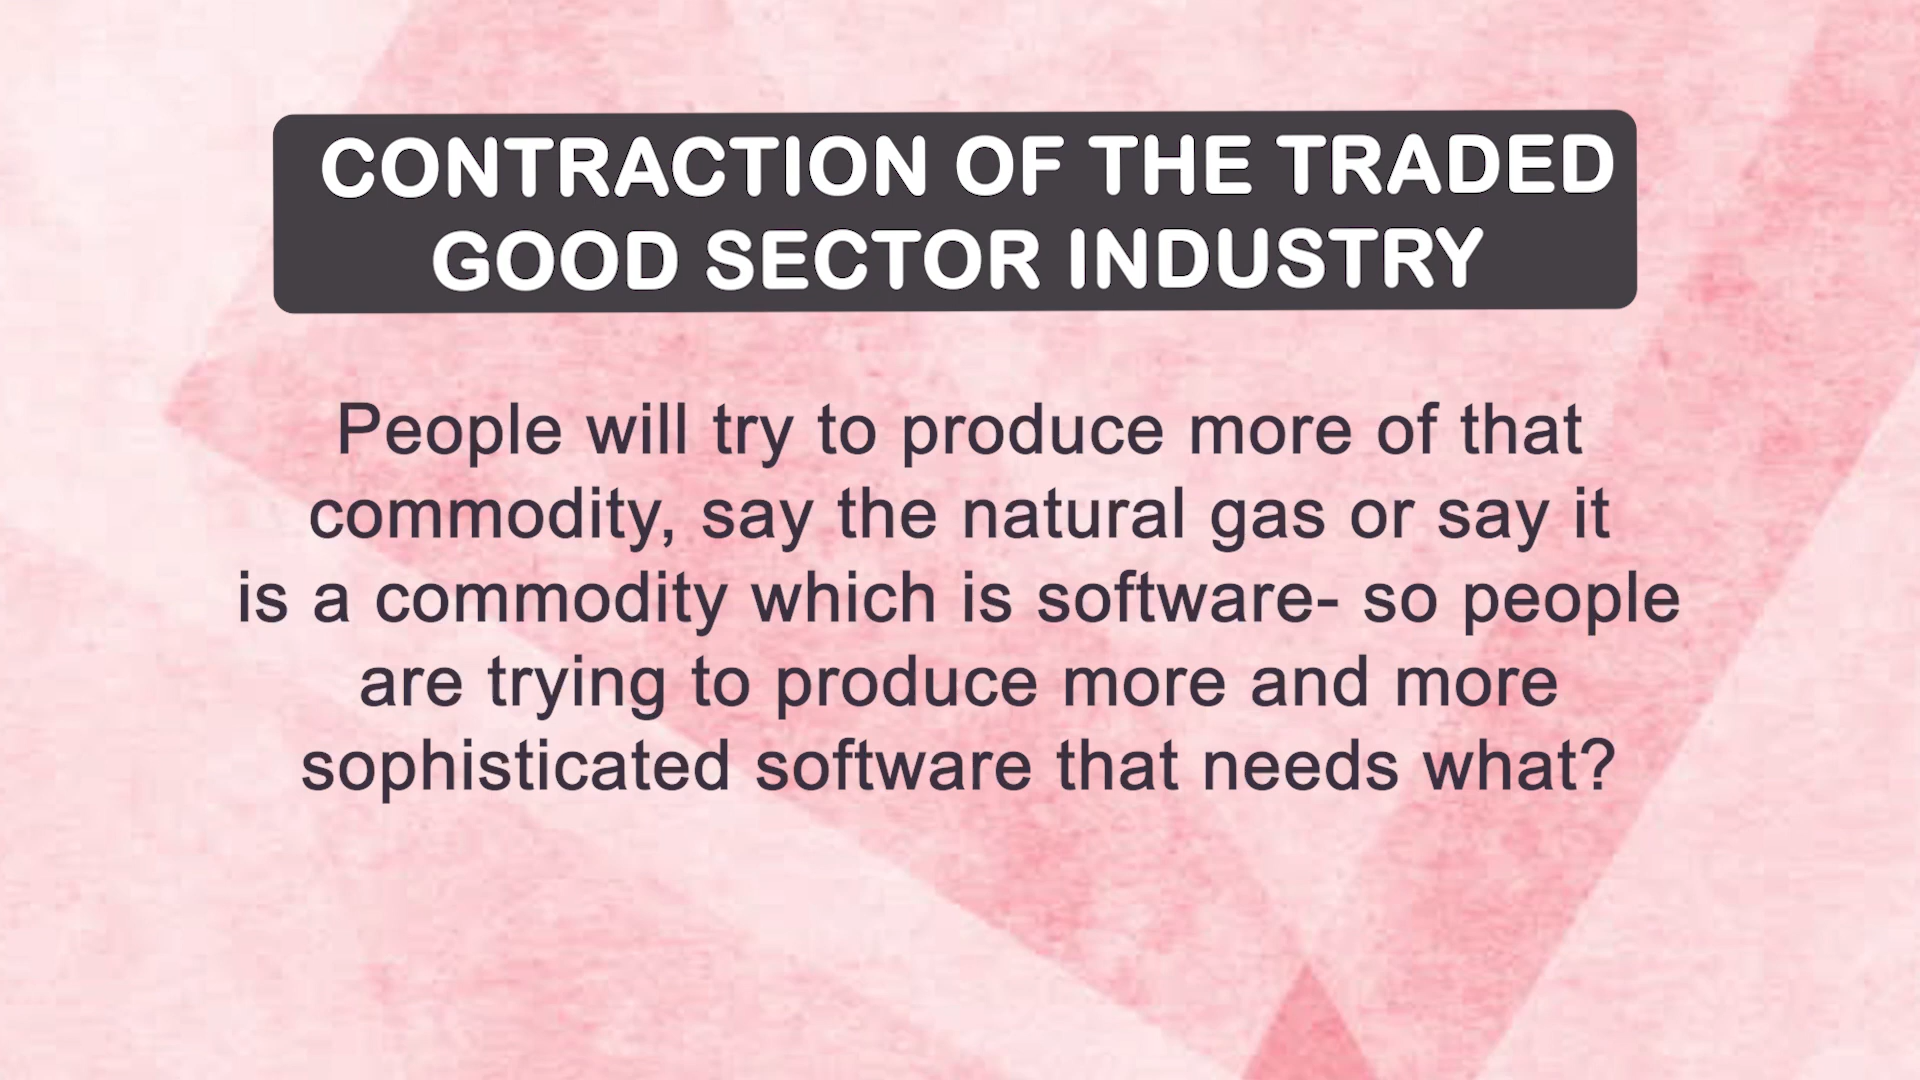 CONTRACTION OF THE TRADED
GOOD SECTOR INDUSTRY
People will try to produce more of that
commodity, say the natural gas or say it
is a commodity which is software- so people
are trying to produce more and more
sophisticated software that needs what?